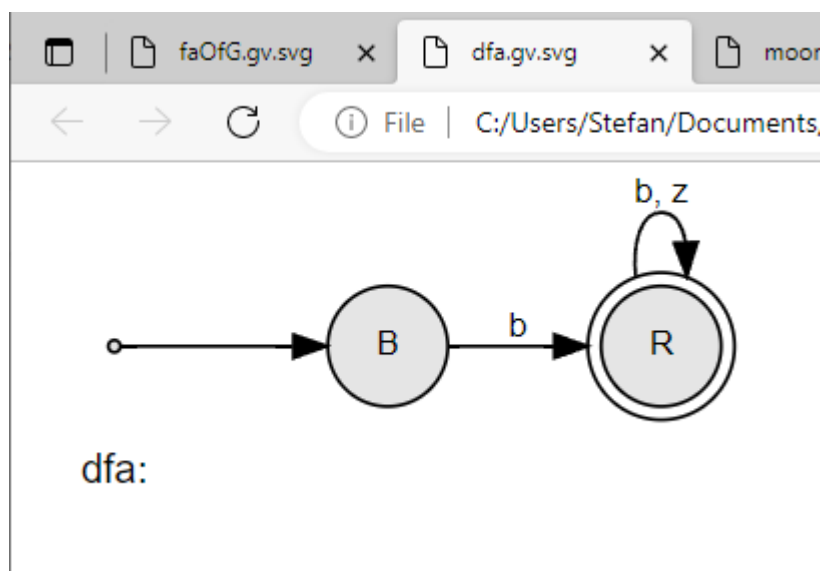 faOfG.gv.svg dfa.gv.svg moor
File C:/Users/Stefan/Documents,
b, z
B b R
dfa: